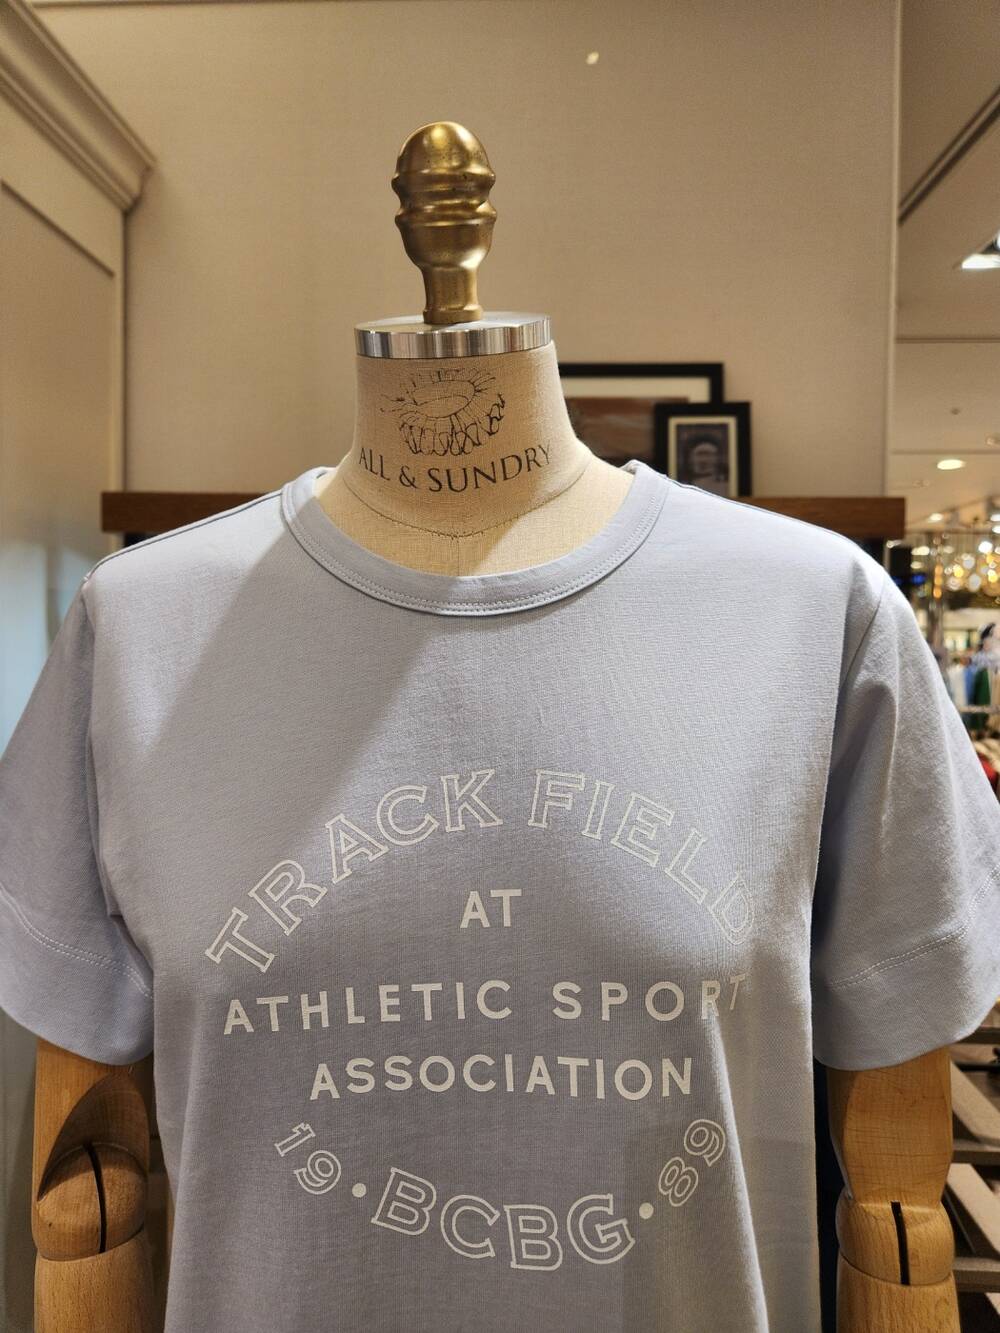 ALL & SUNDRY
TRACK FIELD
AT
ATHLETIC SPORT
ASSOCIATION
19 • BCBG • 89